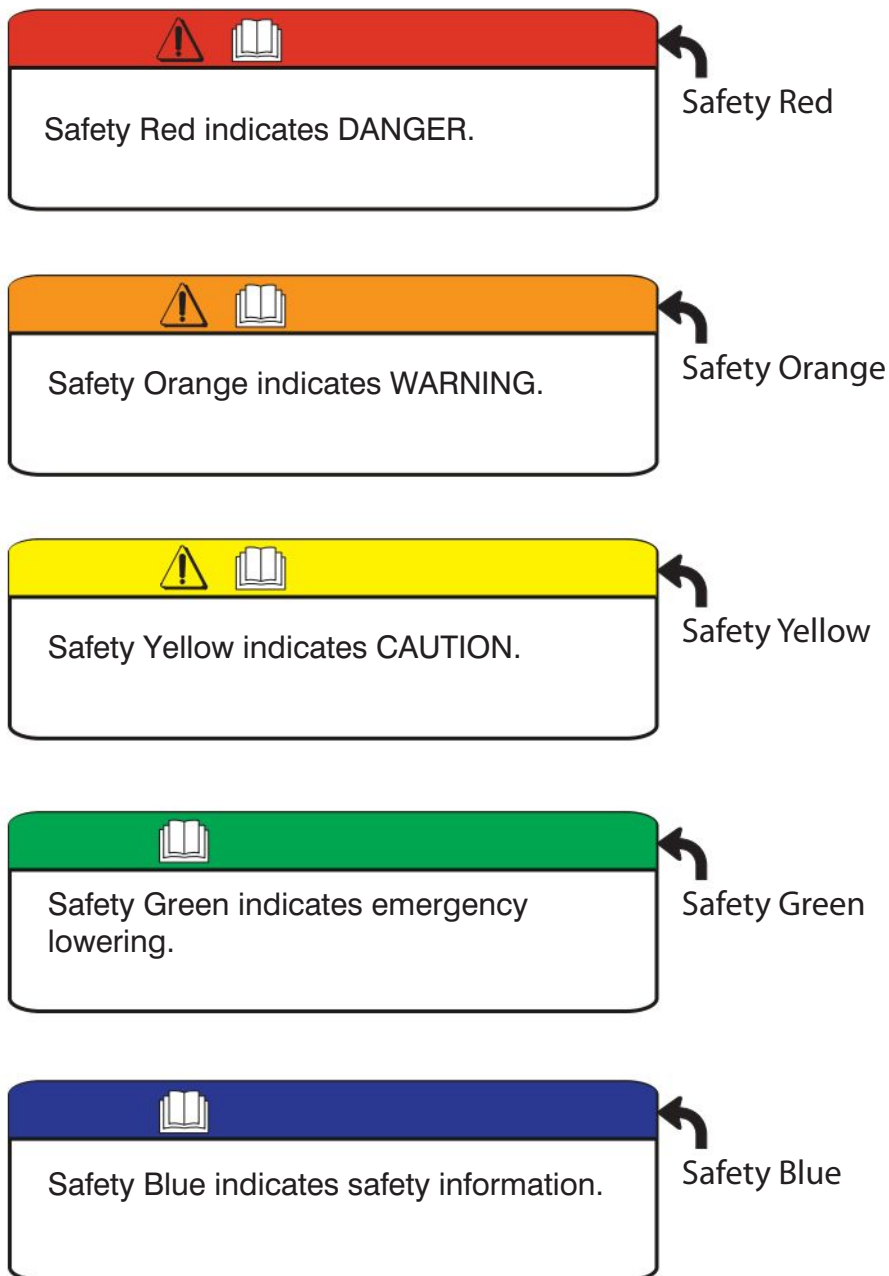 Safety Red
Safety Red indicates DANGER.
Safety Orange
Safety Orange indicates WARNING.
Safety Yellow
Safety Yellow indicates CAUTION.
Safety Green
Safety Green indicates emergency
lowering.
Safety Blue
Safety Blue indicates safety information.